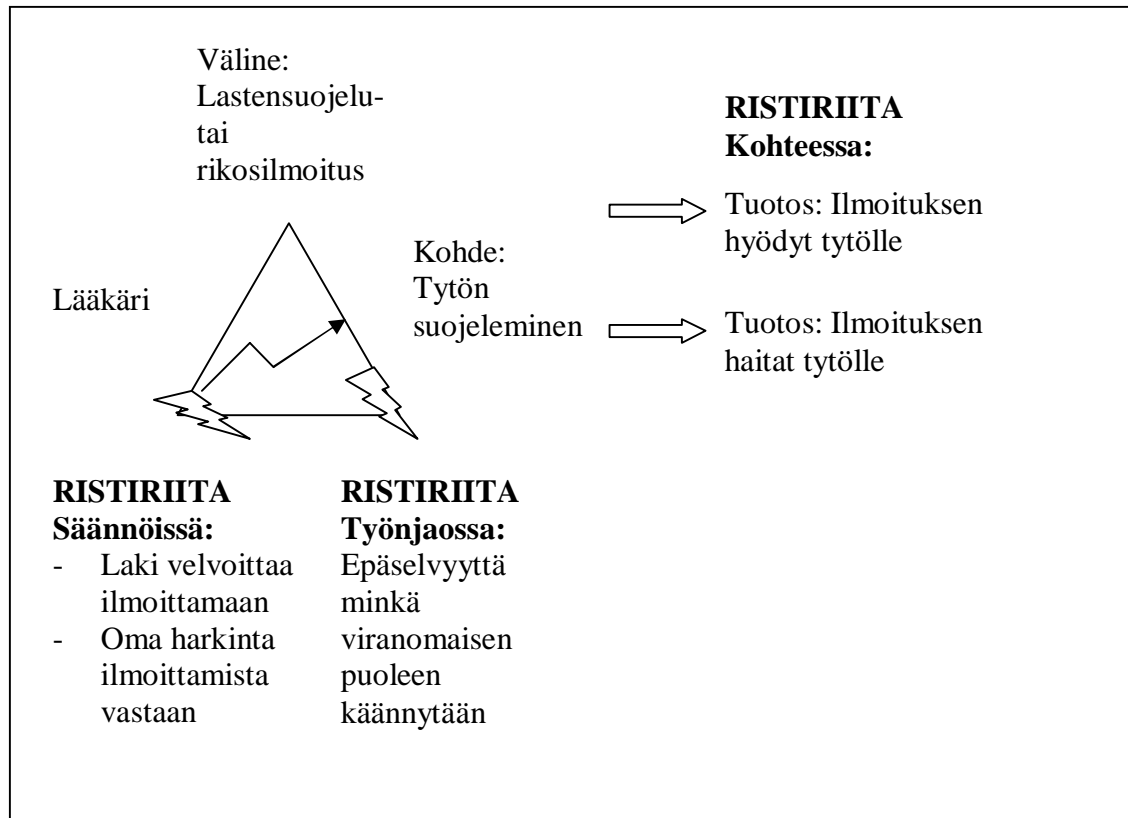 Väline:
Lastensuojelu-
tai
rikosilmoitus
RISTIRIITA
Kohteessa:
Tuotos: Ilmoituksen
hyödyt tytölle
Kohde:
Tytön
suojeleminen
Lääkäri
Tuotos: Ilmoituksen
haitat tytölle
RISTIRIITA
Säännöissä:
- Laki velvoittaa
ilmoittamaan
- Oma harkinta
ilmoittamista
vastaan
RISTIRIITA
Työnjaossa:
Epäselvyyttä
minkä
viranomaisen
puoleen
käännytään